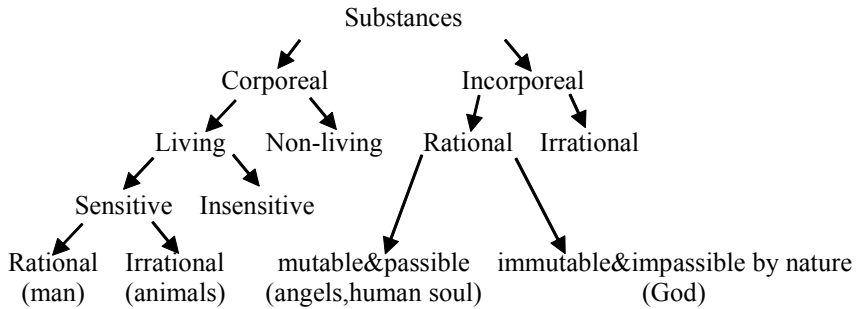 Substances
Corporeal Incorporeal
Living Non-living Rational Irrational
Sensitive Insensitive
Rational Irrational mutable&passible immutable&impassible by nature
(man) (animals) (angels,human soul) (God)